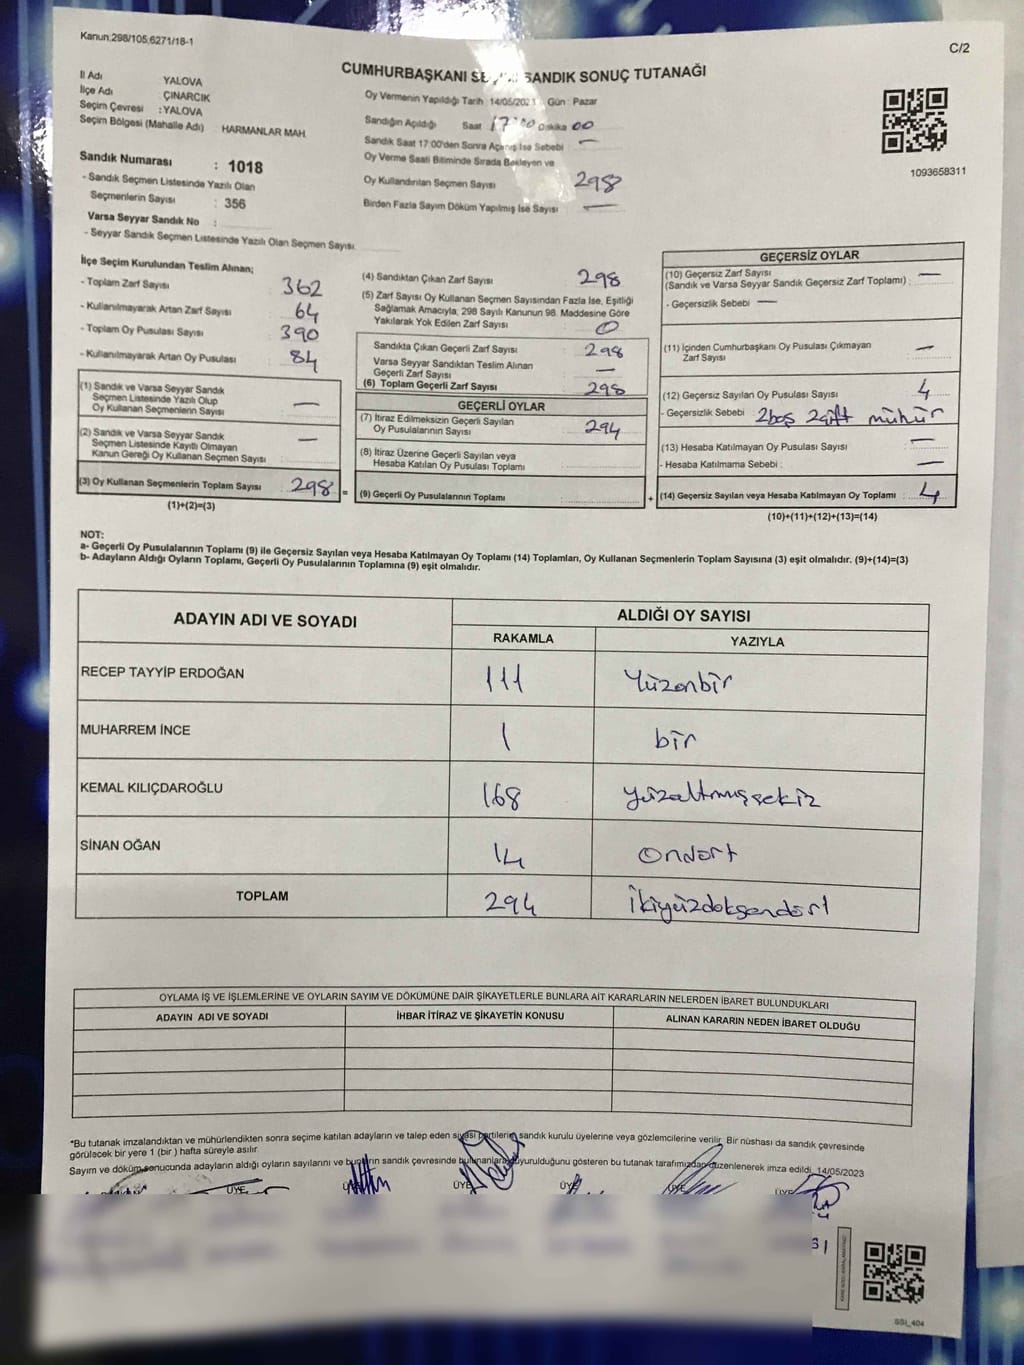 Kanun:298/105,6271/18-1
C/2
CUMHURBAŞKANI SANDIK SONUÇ TUTANAĞI
İl Adı YALOVA
İlçe Adı ÇINARCIK
Seçim Çevresi : YALOVA
Seçim Bölgesi (Mahalle Adı) : HARMANLAR MAH.
Sandık Numarası : 1018
- Sandık Seçmen Listesinde Yazılı Olan
Seçmenlerin Sayısı : 356
Varsa Seyyar Sandık No :
- Seyyar Sandık Seçmen Listesinde Yazılı Olan Seçmen Sayısı
Oy Vermenin Yapıldığı Tarih : 14/05/2023 Gün : Pazar
Sandığın Açıldığı Saat 17:00 Dakika 00
Sandık Saat 17:00'den Sonra Açılmış İse Sebebi —
Oy Verme Saati Bitiminde Sırada Bekleyen ve
Oy Kullandırılan Seçmen Sayısı 298
Birden Fazla Sayım Döküm Yapılmış İse Sayısı —
1093658311
İlçe Seçim Kurulundan Teslim Alınan;
- Toplam Zarf Sayısı 362
- Kullanılmayarak Artan Zarf Sayısı 64
- Toplam Oy Pusulası Sayısı 390
- Kullanılmayarak Artan Oy Pusulası 84
(1) Sandık ve Varsa Seyyar Sandık
Seçmen Listesinde Yazılı Olup
Oy Kullanan Seçmenlerin Sayısı —
(2) Sandık ve Varsa Seyyar Sandık
Seçmen Listesinde Kayıtlı Olmayan
Kanun Gereği Oy Kullanan Seçmen Sayısı —
(3) Oy Kullanan Seçmenlerin Toplam Sayısı 298 =
(1)+(2)=(3)
(4) Sandıktan Çıkan Zarf Sayısı 298
(5) Zarf Sayısı Oy Kullanan Seçmen Sayısından Fazla İse, Eşitliği
Sağlamak Amacıyla; 298 Sayılı Kanunun 98. Maddesine Göre
Yakılarak Yok Edilen Zarf Sayısı 0
Sandıkta Çıkan Geçerli Zarf Sayısı 298
Varsa Seyyar Sandıktan Teslim Alınan
Geçerli Zarf Sayısı —
(6) Toplam Geçerli Zarf Sayısı 298
GEÇERLİ OYLAR
(7) İtiraz Edilmeksizin Geçerli Sayılan
Oy Pusulalarının Sayısı 294
(8) İtiraz Üzerine Geçerli Sayılan veya
Hesaba Katılan Oy Pusulası Toplamı
(9) Geçerli Oy Pusulalarının Toplamı +
GEÇERSİZ OYLAR
(10) Geçersiz Zarf Sayısı —
(Sandık ve Varsa Seyyar Sandık Geçersiz Zarf Toplamı) :
- Geçersizlik Sebebi —
(11) İçinden Cumhurbaşkanı Oy Pusulası Çıkmayan
Zarf Sayısı —
(12) Geçersiz Sayılan Oy Pusulası Sayısı 4
- Geçersizlik Sebebi : 2boş 2çift mühür
(13) Hesaba Katılmayan Oy Pusulası Sayısı —
- Hesaba Katılmama Sebebi : —
(14) Geçersiz Sayılan veya Hesaba Katılmayan Oy Toplamı : 4
(10)+(11)+(12)+(13)=(14)
NOT:
a- Geçerli Oy Pusulalarının Toplamı (9) ile Geçersiz Sayılan veya Hesaba Katılmayan Oy Toplamı (14) Toplamları, Oy Kullanan Seçmenlerin Toplam Sayısına (3) eşit olmalıdır. (9)+(14)=(3)
b- Adayların Aldığı Oyların Toplamı, Geçerli Oy Pusulalarının Toplamına (9) eşit olmalıdır.
ADAYIN ADI VE SOYADI ALDIĞI OY SAYISI
RAKAMLA YAZIYLA
RECEP TAYYİP ERDOĞAN 111 Yüzonbir
MUHARREM İNCE 1 bir
KEMAL KILIÇDAROĞLU 168 yüzaltmışsekiz
SİNAN OĞAN 14 Ondört
TOPLAM 294 İkiyüzdoksandört
OYLAMA İŞ VE İŞLEMLERİNE VE OYLARIN SAYIM VE DÖKÜMÜNE DAİR ŞİKAYETLERLE BUNLARA AİT KARARLARIN NELERDEN İBARET BULUNDUKLARI
ADAYIN ADI VE SOYADI İHBAR İTİRAZ VE ŞİKAYETİN KONUSU ALINAN KARARIN NEDEN İBARET OLDUĞU
*Bu tutanak imzalandıktan ve mühürlendikten sonra seçime katılan adayların ve talep eden siyasi partilerin sandık kurulu üyelerine veya gözlemcilerine verilir. Bir nüshası da sandık çevresinde
görülecek bir yere 1 (bir ) hafta süreyle asılır.
Sayım ve döküm sonucunda adayların aldığı oyların sayılarını ve bunların sandık çevresinde bulunanlara duyurulduğunu gösteren bu tutanak tarafımızdan düzenlenerek imza edildi. 14/05/2023
ÜYE ÜYE ÜYE ÜYE ÜYE ÜYE